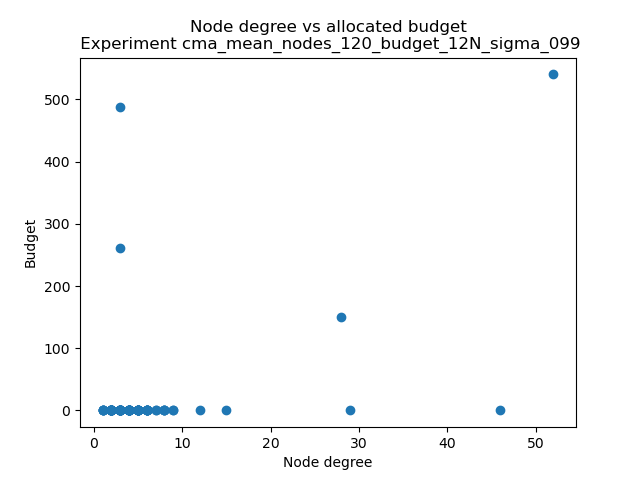 Node degree vs allocated budget
Experiment cma_mean_nodes_120_budget_12N_sigma_099
Budget
500
400
300
200
100
0
0 10 20 30 40 50
Node degree